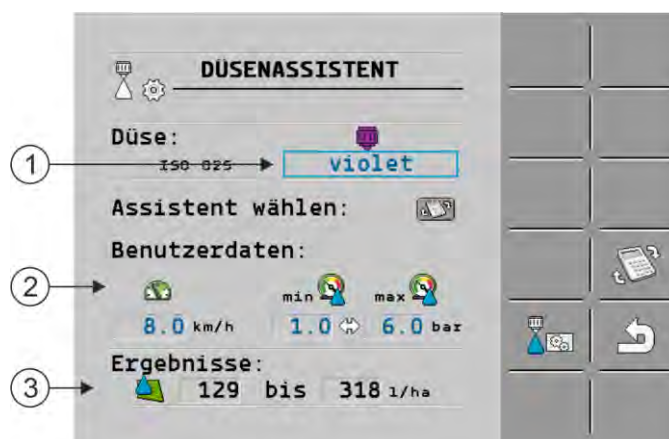 DÜSENASSISTENT
Düse:
1
ISO 025 violet
Assistent wählen:
Benutzerdaten:
2
min max
8.0 km/h 1.0 6.0 bar
Ergebnisse:
3
129 bis 318 l/ha